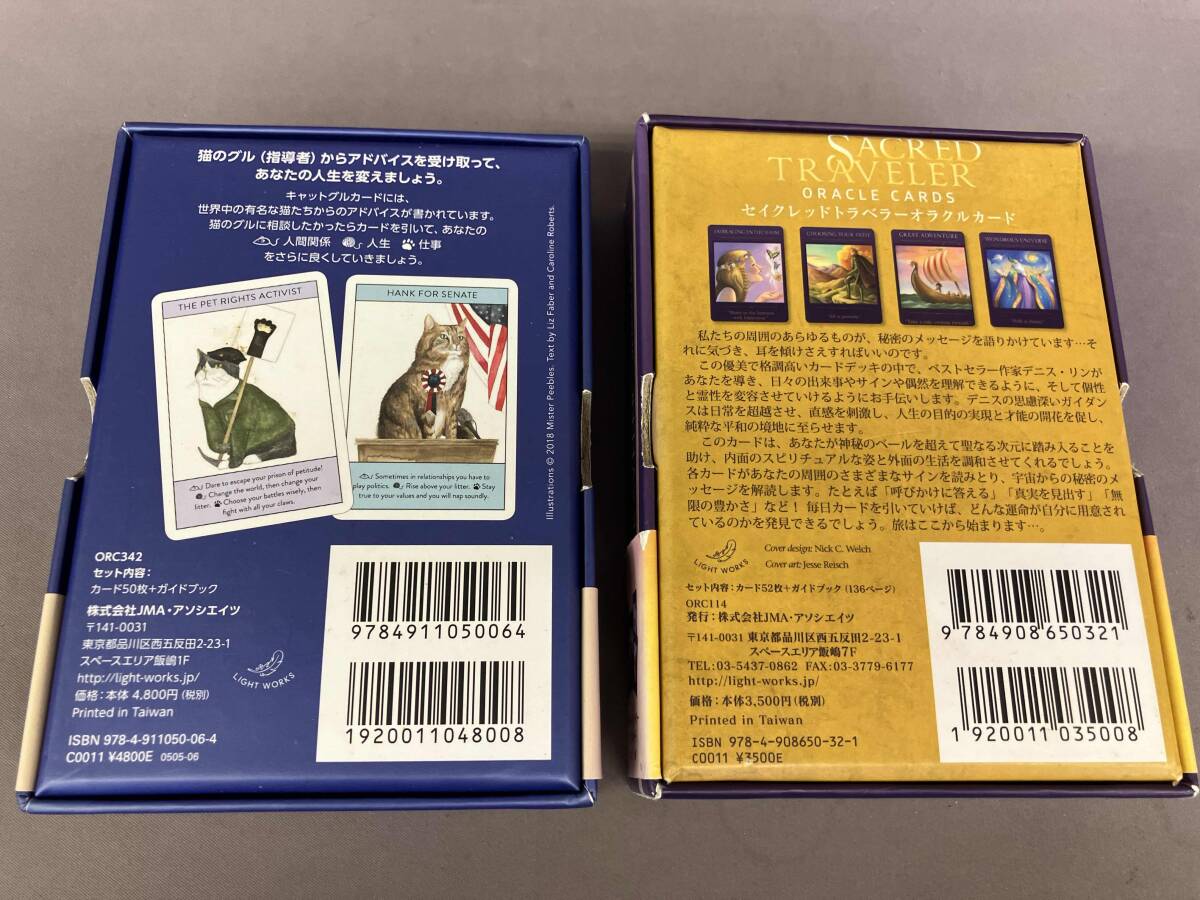 猫のグル（指導者）からアドバイスを受け取って、
あなたの人生を変えましょう。
キャットグルカードには、
世界中の有名な猫たちからのアドバイスが書かれています。
猫のグルに相談したかったらカードを引いて、あなたの
人間関係 人生 仕事
をさらに良くしていきましょう。
THE PET RIGHTS ACTIVIST
Dare to escape your prison of petitude!
Change the world, then change your
litter. Choose your battles wisely, then
fight with all your claws.
HANK FOR SENATE
Sometimes in relationships you have to
play politics. Rise above your litter. Stay
true to your values and you will nap soundly.
Illustrations © 2018 Mister Peebles. Text by Liz Faber and Caroline Roberts.
ORC342
セット内容：
カード50枚＋ガイドブック
株式会社JMA・アソシエイツ
〒141-0031
東京都品川区西五反田2-23-1
スペースエリア飯嶋1F
http://light-works.jp/
価格：本体 4,800円（税別）
Printed in Taiwan
ISBN 978-4-911050-06-4
C0011 ¥4800E 0505-06
LIGHT WORKS
9784911050064
1920011048008
SACRED
TRAVELER
ORACLE CARDS
セイクレッドトラベラーオラクルカード
EMBRACING ENTHUSIASM
CHOOSING YOUR PATH
GREAT ADVENTURE
WONDROUS UNIVERSE
私たちの周囲のあらゆるものが、秘密のメッセージを語りかけています…そ
れに気づき、耳を傾けさえすればいいのです。
この優美で格調高いカードデッキの中で、ベストセラー作家デニス・リンが
あなたを導き、日々の出来事やサインや偶然を理解できるように、そして個性
と霊性を変容させていけるようにお手伝いします。デニスの思慮深いガイダン
スは日常を超越させ、直感を刺激し、人生の目的の実現と才能の開花を促し、
純粋な平和の境地に至らせます。
このカードは、あなたが神秘のベールを超えて聖なる次元に踏み入ることを
助け、内面のスピリチュアルな姿と外面の生活を調和させてくれるでしょう。
各カードがあなたの周囲のさまざまなサインを読みとり、宇宙からの秘密のメ
ッセージを解読します。たとえば「呼びかけに答える」「真実を見出す」「無
限の豊かさ」など！ 毎日カードを引いていけば、どんな運命が自分に用意され
ているのかを発見できるでしょう。旅はここから始まります…。
LIGHT WORKS
Cover design: Nick C. Welch
Cover art: Jesse Reisch
セット内容：カード52枚＋ガイドブック（136ページ）
ORC114
発行：株式会社JMA・アソシエイツ
〒141-0031 東京都品川区西五反田2-23-1
スペースエリア飯嶋7F
TEL:03-5437-0862 FAX:03-3779-6177
http://light-works.jp/
価格：本体3,500円（税別）
Printed in Taiwan
ISBN 978-4-908650-32-1
C0011 ¥3500E
9784908650321
1920011035008